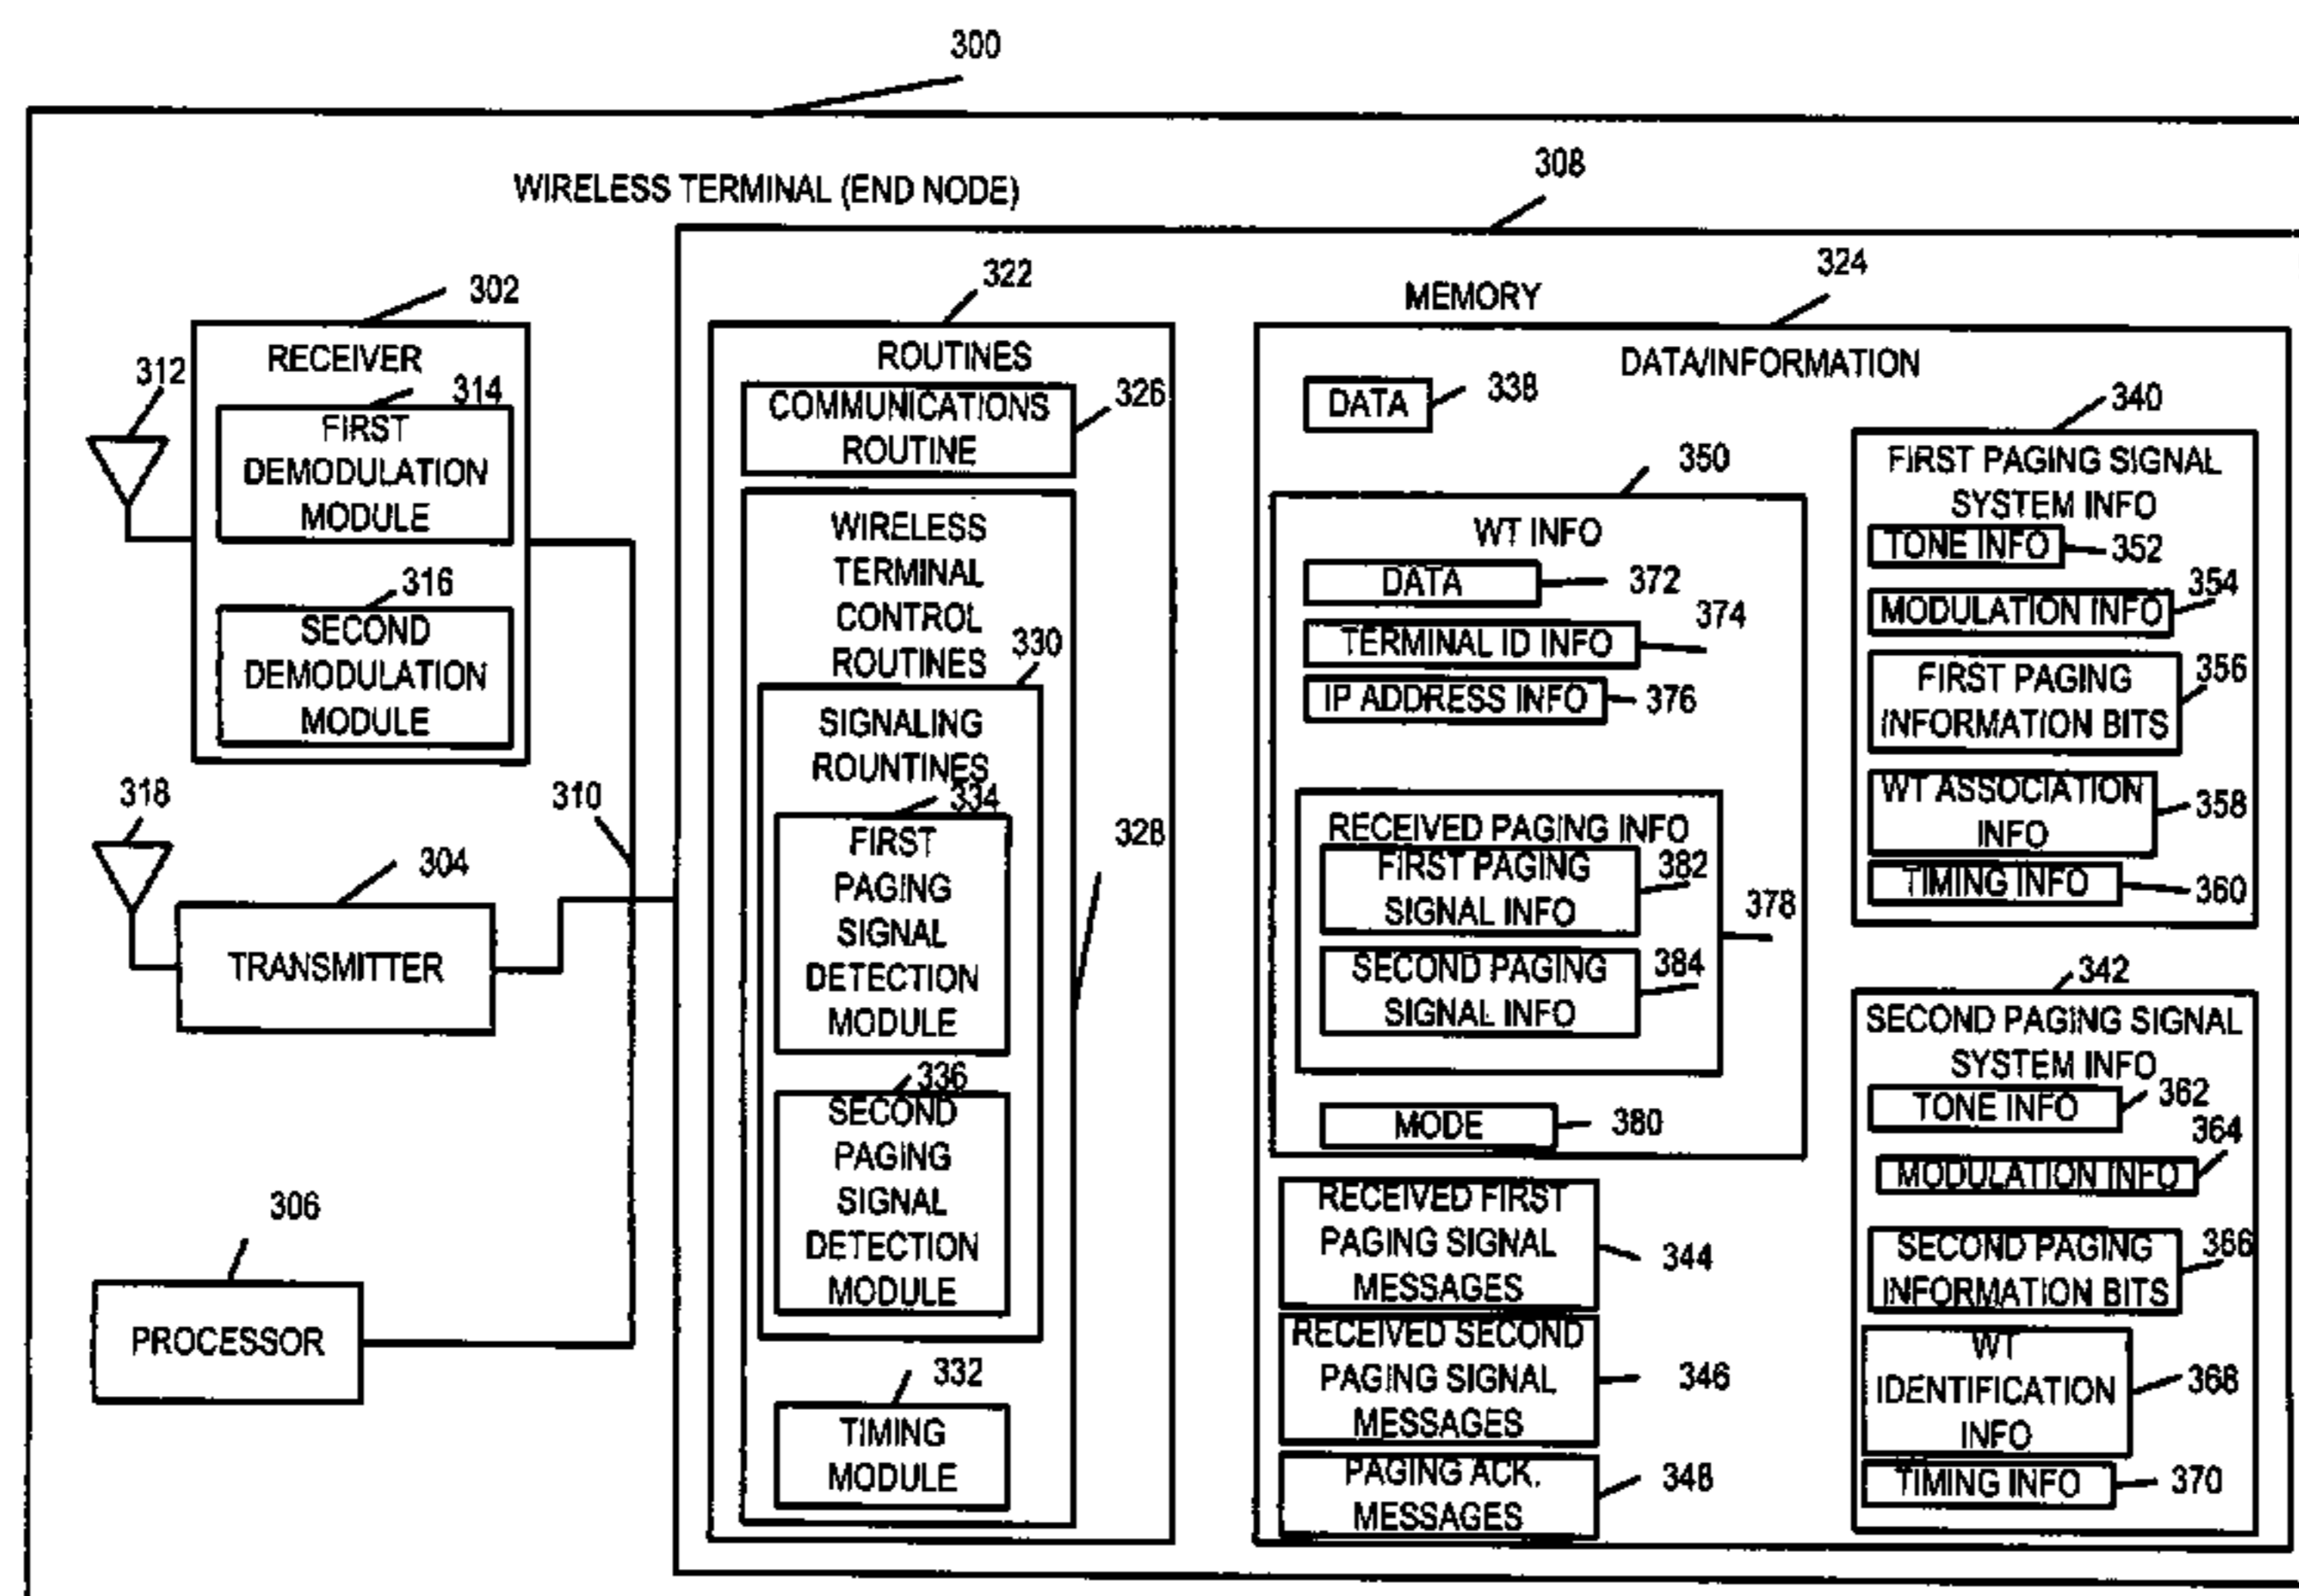 300
WIRELESS TERMINAL (END NODE)
308
302
RECEIVER
312
314
FIRST
DEMODULATION
MODULE
316
SECOND
DEMODULATION
MODULE
318
304
TRANSMITTER
310
306
PROCESSOR
322
ROUTINES
COMMUNICATIONS
ROUTINE
326
WIRELESS
TERMINAL
CONTROL
ROUTINES
330
SIGNALING
ROUNTINES
334
FIRST
PAGING
SIGNAL
DETECTION
MODULE
328
336
SECOND
PAGING
SIGNAL
DETECTION
MODULE
332
TIMING
MODULE
MEMORY
324
DATA/INFORMATION
DATA
338
350
WT INFO
DATA
372
374
TERMINAL ID INFO
IP ADDRESS INFO
376
RECEIVED PAGING INFO
FIRST PAGING
SIGNAL INFO
382
378
SECOND PAGING
SIGNAL INFO
384
MODE
380
RECEIVED FIRST
PAGING SIGNAL
MESSAGES
344
RECEIVED SECOND
PAGING SIGNAL
MESSAGES
346
PAGING ACK.
MESSAGES
348
340
FIRST PAGING SIGNAL
SYSTEM INFO
TONE INFO
352
MODULATION INFO
354
FIRST PAGING
INFORMATION BITS
356
WT ASSOCIATION
INFO
358
TIMING INFO
360
342
SECOND PAGING SIGNAL
SYSTEM INFO
TONE INFO
362
364
MODULATION INFO
SECOND PAGING
INFORMATION BITS
366
WT
IDENTIFICATION
INFO
368
TIMING INFO
370